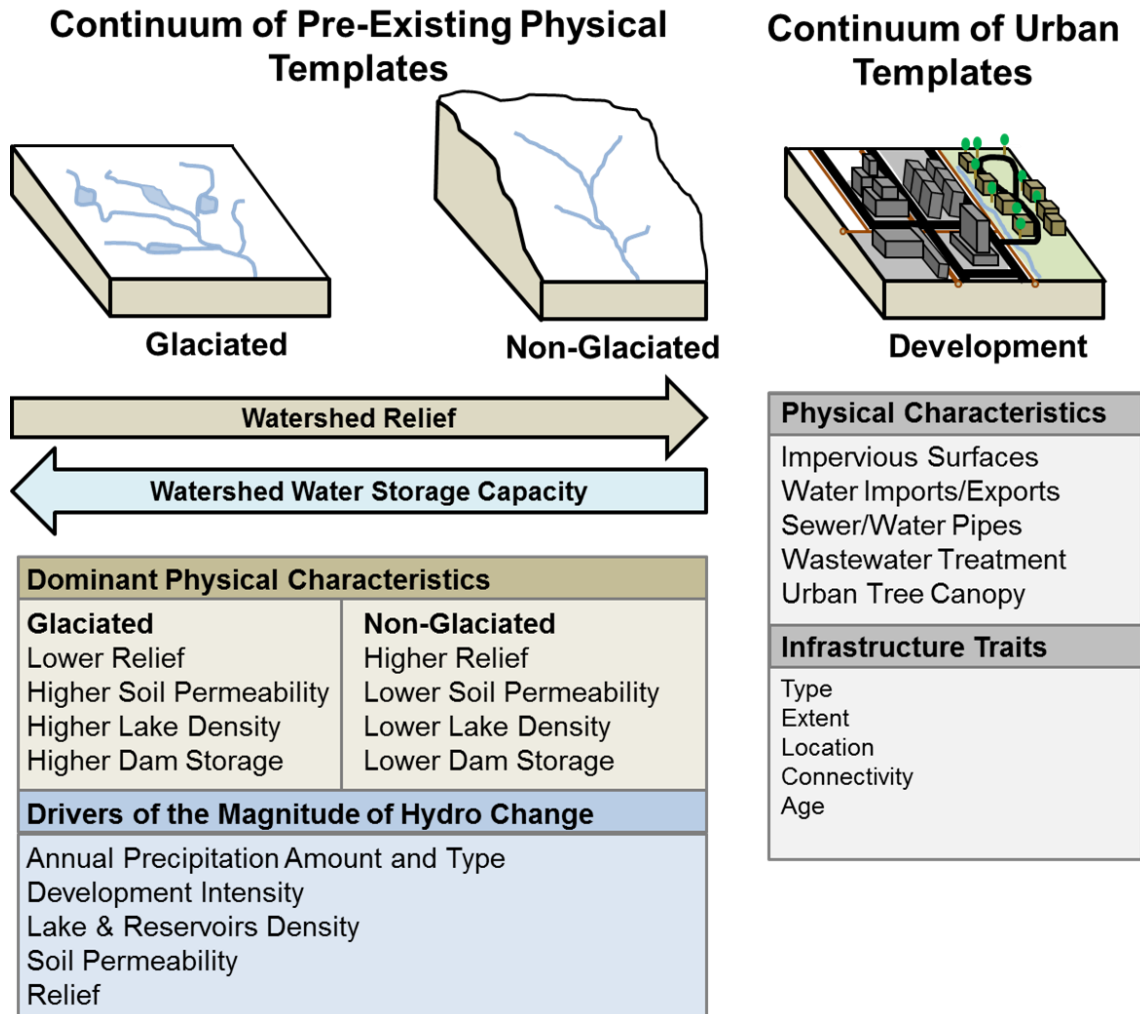 Continuum of Pre-Existing Physical
Templates
Continuum of Urban
Templates
Glaciated
Non-Glaciated
Development
Watershed Relief
Watershed Water Storage Capacity
Dominant Physical Characteristics
Glaciated
Lower Relief
Higher Soil Permeability
Higher Lake Density
Higher Dam Storage
Non-Glaciated
Higher Relief
Lower Soil Permeability
Lower Lake Density
Lower Dam Storage
Drivers of the Magnitude of Hydro Change
Annual Precipitation Amount and Type
Development Intensity
Lake & Reservoirs Density
Soil Permeability
Relief
Physical Characteristics
Impervious Surfaces
Water Imports/Exports
Sewer/Water Pipes
Wastewater Treatment
Urban Tree Canopy
Infrastructure Traits
Type
Extent
Location
Connectivity
Age